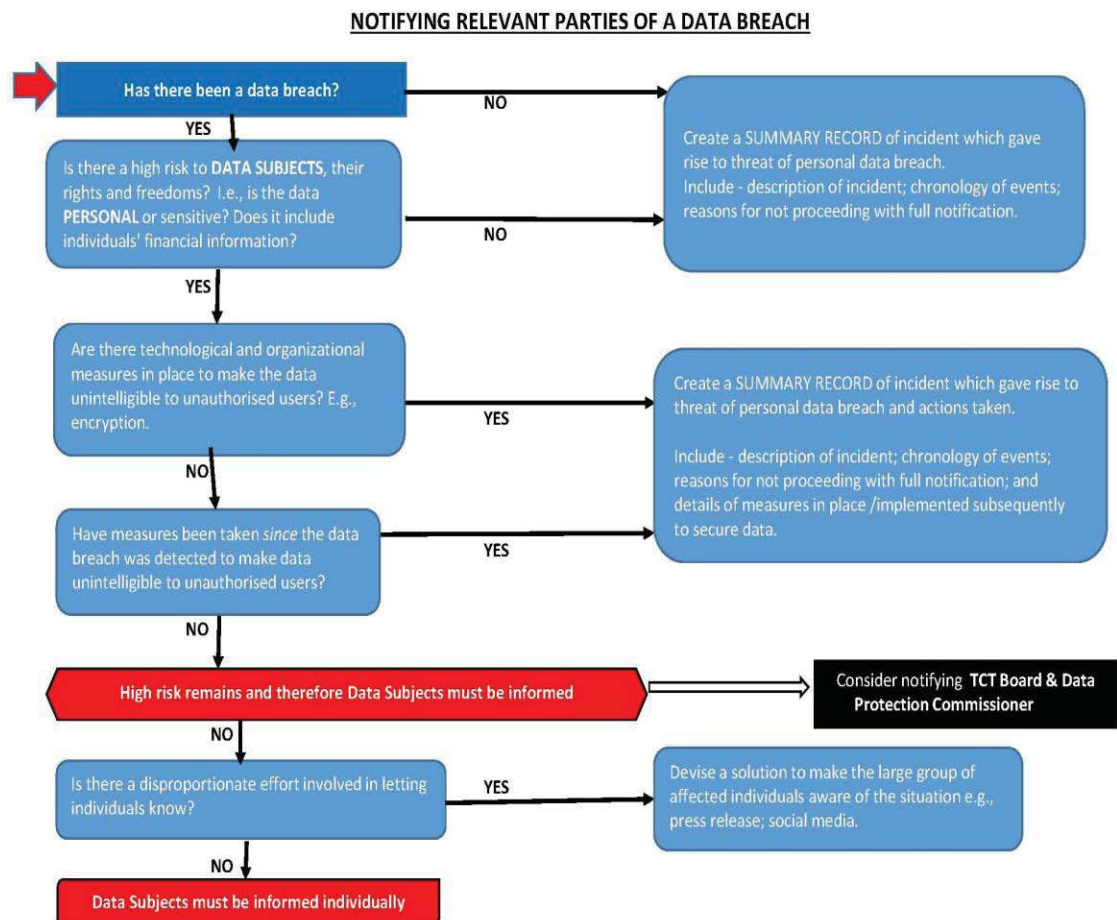 NOTIFYING RELEVANT PARTIES OF A DATA BREACH
Has there been a data breach?
NO
YES
Create a SUMMARY RECORD of incident which gave
rise to threat of personal data breach.
Include - description of incident; chronology of events;
reasons for not proceeding with full notification.
Is there a high risk to DATA SUBJECTS, their
rights and freedoms? I.e., is the data
PERSONAL or sensitive? Does it include
individuals' financial information?
NO
YES
Are there technological and organizational
measures in place to make the data
unintelligible to unauthorised users? E.g.,
encryption.
YES
Create a SUMMARY RECORD of incident which gave rise to
threat of personal data breach and actions taken.
Include - description of incident; chronology of events;
reasons for not proceeding with full notification; and
details of measures in place /implemented subsequently
to secure data.
NO
Have measures been taken since the data
breach was detected to make data
unintelligible to unauthorised users?
YES
NO
High risk remains and therefore Data Subjects must be informed
Consider notifying TCT Board & Data
Protection Commissioner
NO
Is there a disproportionate effort involved in letting
individuals know?
YES
Devise a solution to make the large group of
affected individuals aware of the situation e.g.,
press release; social media.
NO
Data Subjects must be informed individually